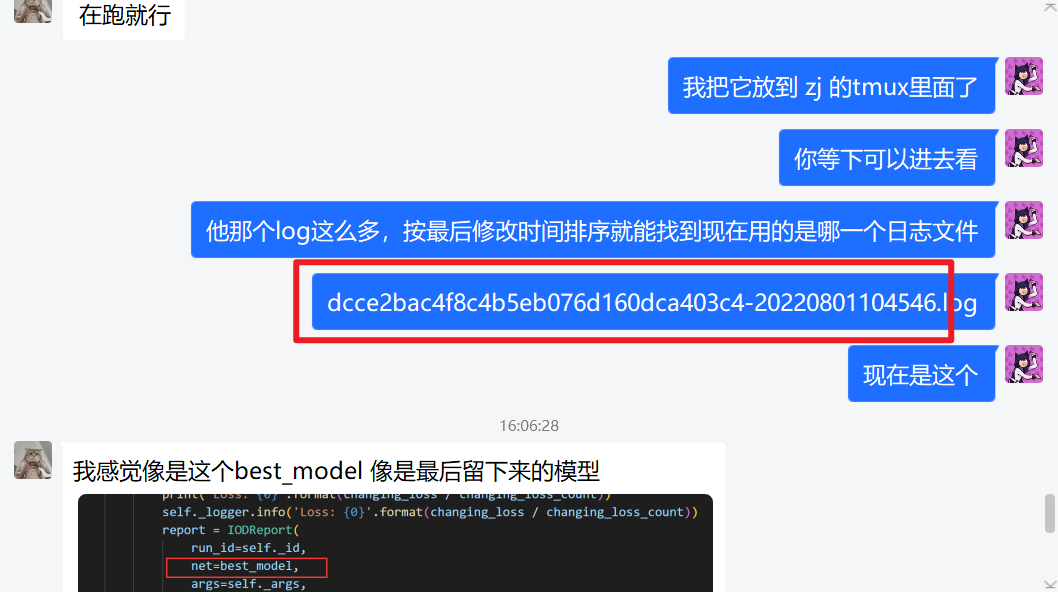 在跑就行
我把它放到 zj 的tmux里面了
你等下可以进去看
他那个log这么多，按最后修改时间排序就能找到现在用的是哪一个日志文件
dcce2bac4f8c4b5eb076d160dca403c4-20220801104546.log
现在是这个
16:06:28
我感觉像是这个best_model 像是最后留下来的模型
print('Loss: {0}'.format(changing_loss / changing_loss_count))
self._logger.info('Loss: {0}'.format(changing_loss / changing_loss_count))
report = IODReport(
run_id=self._id,
net=best_model,
args=self._args,